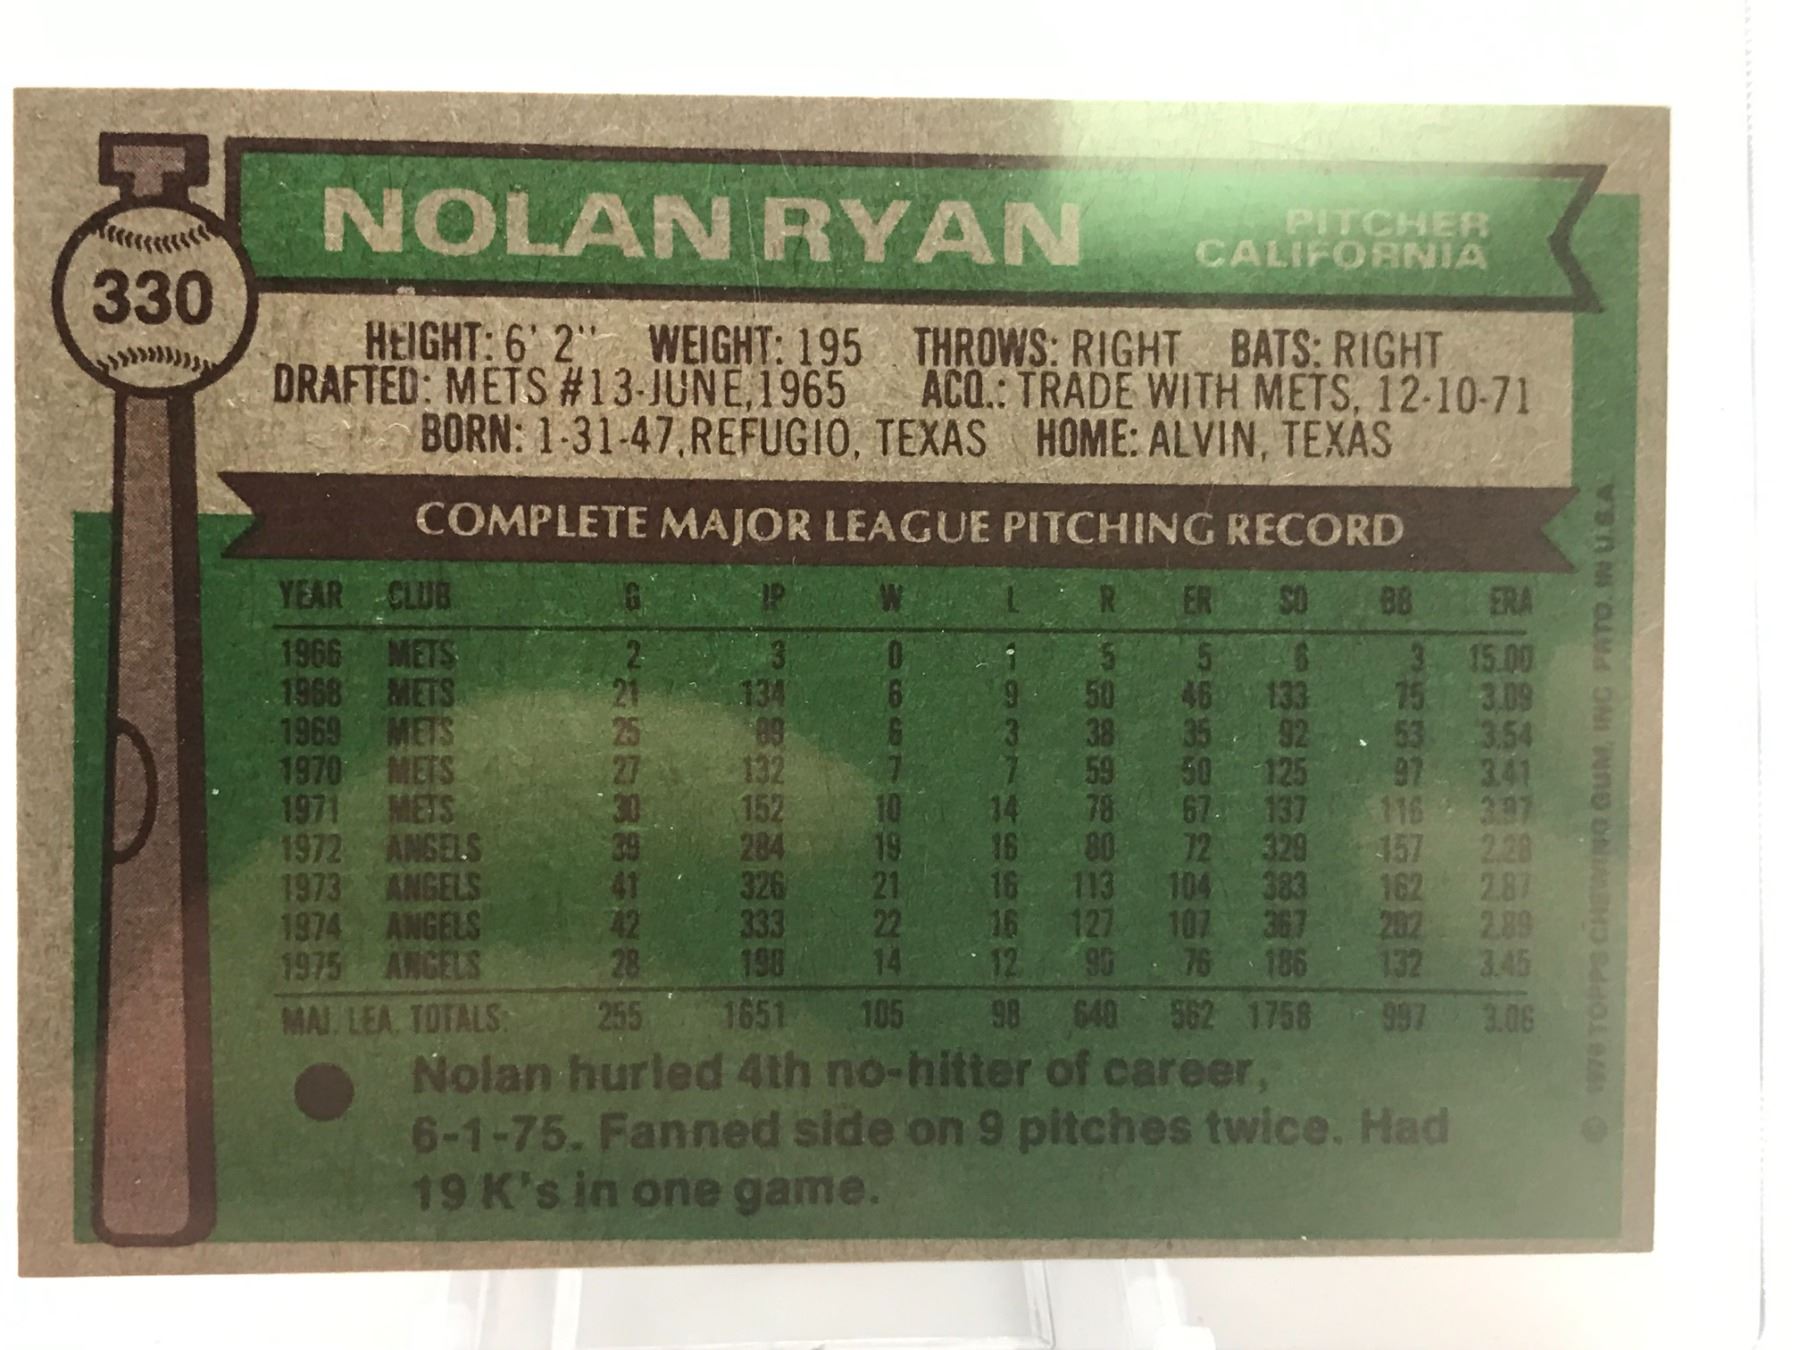 NOLAN RYAN
PITCHER
CALIFORNIA
330
HEIGHT: 6' 2" WEIGHT: 195 THROWS: RIGHT BATS: RIGHT
DRAFTED: METS #13-JUNE, 1965 ACQ.: TRADE WITH METS, 12-10-71
BORN: 1-31-47, REFUGIO, TEXAS HOME: ALVIN, TEXAS
COMPLETE MAJOR LEAGUE PITCHING RECORD
YEAR CLUB G IP W L R ER SO BB ERA
1966 METS 2 3 0 1 5 5 6 3 15.00
1968 METS 21 134 6 9 50 46 133 75 3.09
1969 METS 25 89 6 3 38 35 92 53 3.54
1970 METS 27 132 7 7 59 50 125 97 3.41
1971 METS 30 152 10 14 78 67 137 116 3.97
1972 ANGELS 39 284 19 16 80 72 329 157 2.28
1973 ANGELS 41 326 21 16 113 104 383 162 2.87
1974 ANGELS 42 333 22 16 127 107 367 202 2.89
1975 ANGELS 28 198 14 12 90 76 186 132 3.45
MAJ. LEA. TOTALS: 255 1651 105 98 640 562 1758 997 3.06
Nolan hurled 4th no-hitter of career,
6-1-75. Fanned side on 9 pitches twice. Had
19 K's in one game.
© 1976 TOPPS CHEWING GUM, INC PRTD. IN U.S.A.